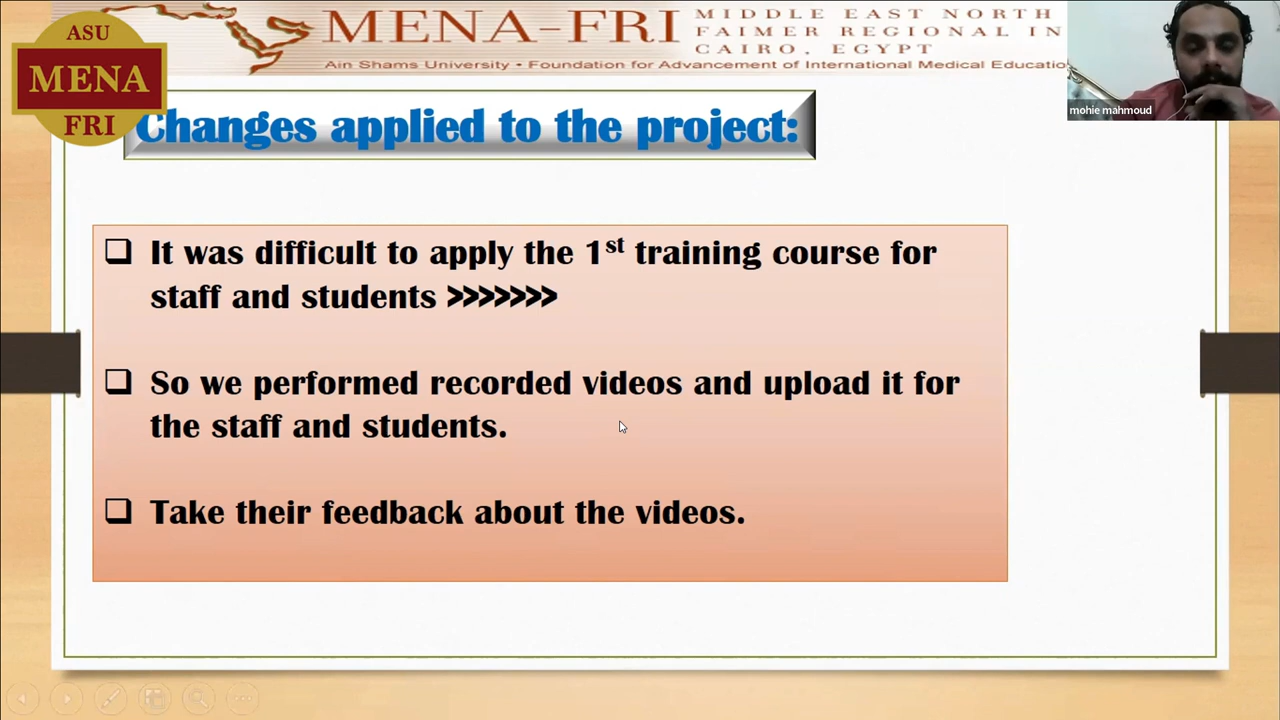 ASU
MENA
FRI
MENA-FRI
MIDDLE EAST NORTH
FAIMER REGIONAL IN
CAIRO, EGYPT
Ain Shams University • Foundation for Advancement of International Medical Educatio
mohie mahmoud
Changes applied to the project:
It was difficult to apply the 1st training course for
staff and students >>>>>>>
So we performed recorded videos and upload it for
the staff and students.
Take their feedback about the videos.